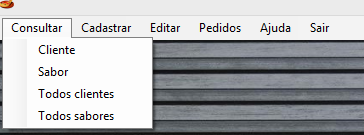 Consultar Cadastrar Editar Pedidos Ajuda Sair
Cliente
Sabor
Todos clientes
Todos sabores